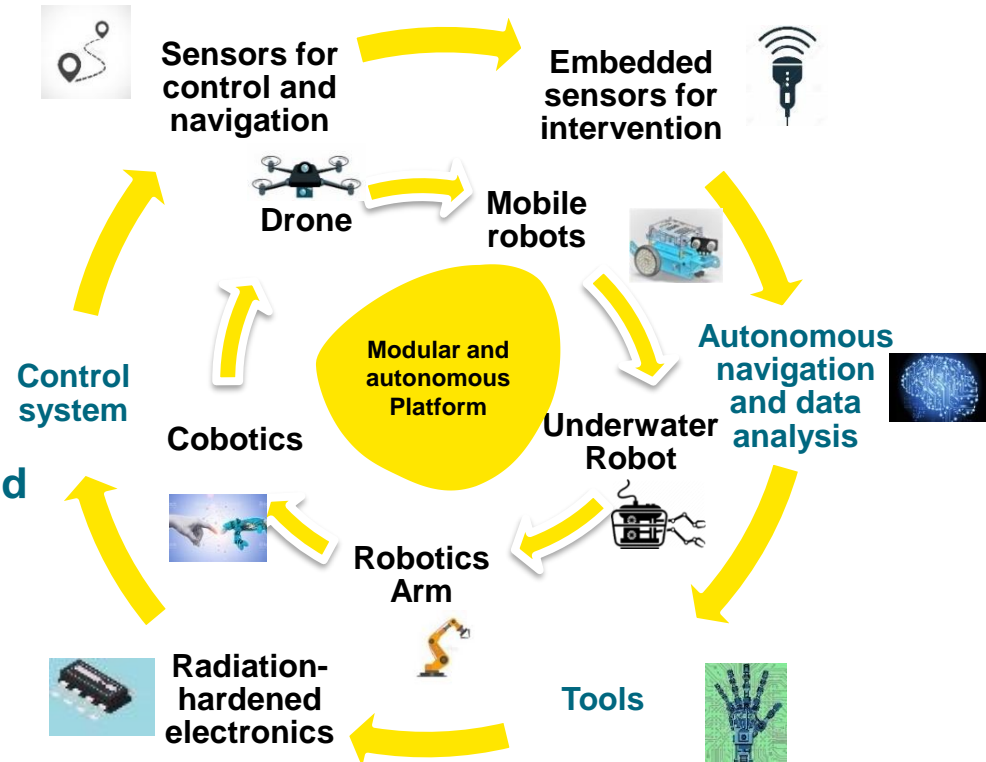 Sensors for
control and
navigation
Embedded
sensors for
intervention
Drone
Mobile
robots
Modular and
autonomous
Platform
Autonomous
navigation
and data
analysis
Control
system
Cobotics
Underwater
Robot
d
Robotics
Arm
Radiation-
hardened
electronics
Tools